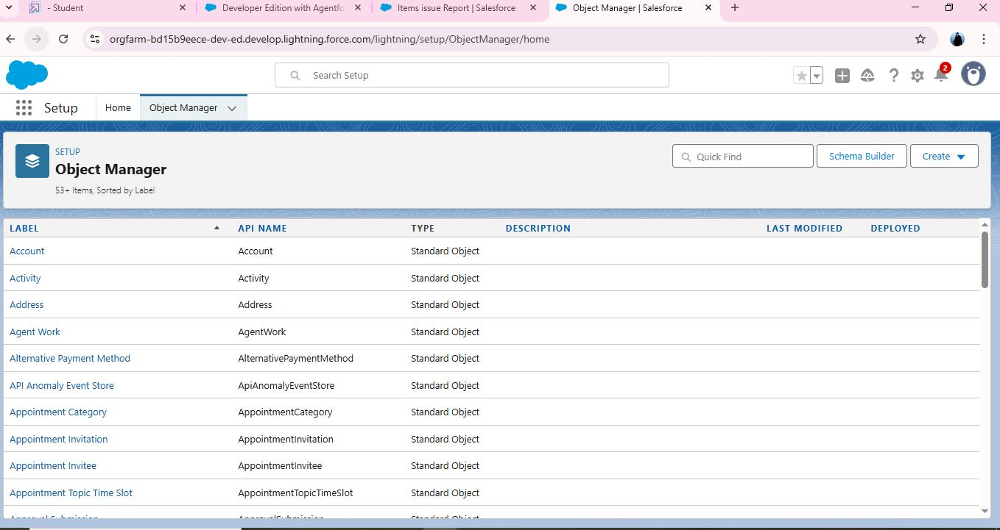 - Student
Developer Edition with Agentfo
Items issue Report | Salesforce
Object Manager | Salesforce
orgfarm-bd15b9eece-dev-ed.develop.lightning.force.com/lightning/setup/ObjectManager/home
Search Setup
2
Setup
Home
Object Manager
SETUP
Object Manager
53+ Items, Sorted by Label
Quick Find
Schema Builder
Create
LABEL API NAME TYPE DESCRIPTION LAST MODIFIED DEPLOYED
Account Account Standard Object
Activity Activity Standard Object
Address Address Standard Object
Agent Work AgentWork Standard Object
Alternative Payment Method AlternativePaymentMethod Standard Object
API Anomaly Event Store ApiAnomalyEventStore Standard Object
Appointment Category AppointmentCategory Standard Object
Appointment Invitation AppointmentInvitation Standard Object
Appointment Invitee AppointmentInvitee Standard Object
Appointment Topic Time Slot AppointmentTopicTimeSlot Standard Object
Approval Submission ApprovalSubmission Standard Object